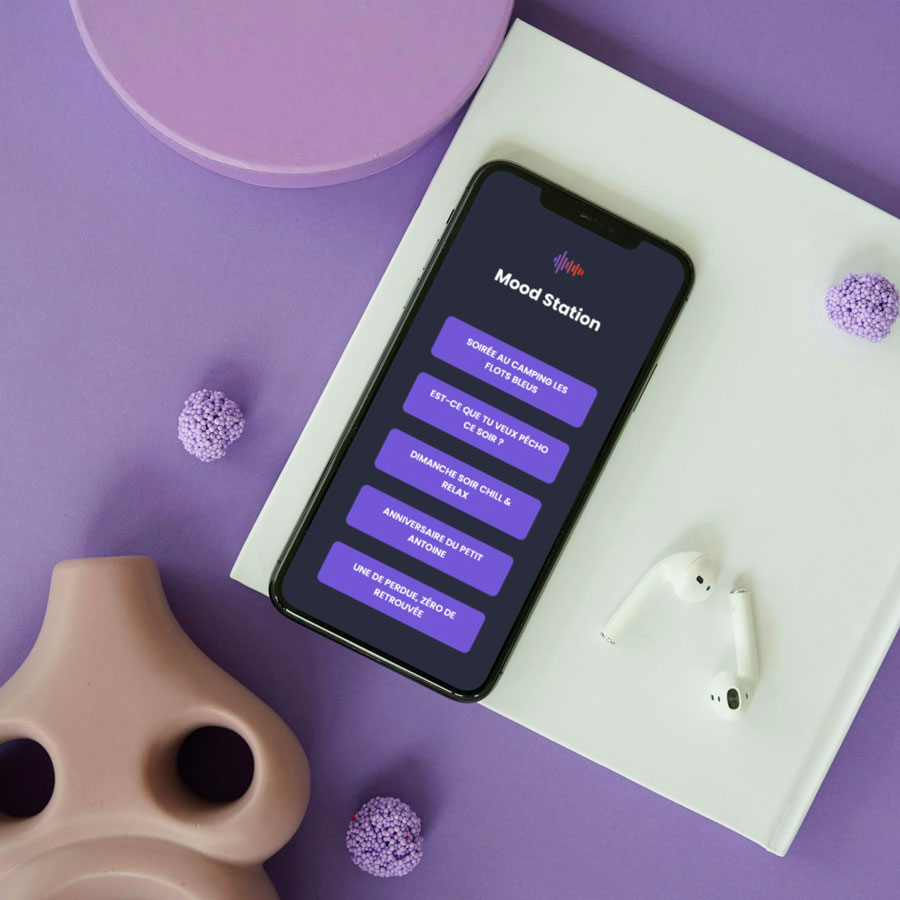 Mood Station
SOIRÉE AU CAMPING LES
FLOTS BLEUS
EST-CE QUE TU VEUX PÉCHO
CE SOIR ?
DIMANCHE SOIR CHILL &
RELAX
ANNIVERSAIRE DU PETIT
ANTOINE
UNE DE PERDUE, ZÉRO DE
RETROUVÉE